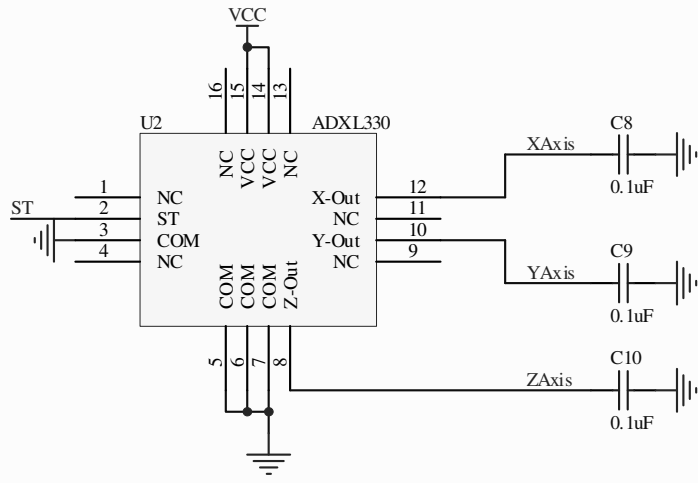 VCC
16
15
14
13
U2
ADXL330
NC
VCC
VCC
NC
C8
XAxis
0.1uF
1
NC
X-Out
12
ST
2
ST
NC
11
3
COM
Y-Out
10
4
NC
NC
9
COM
COM
COM
Z-Out
C9
YAxis
0.1uF
5
6
7
8
C10
ZAxis
0.1uF